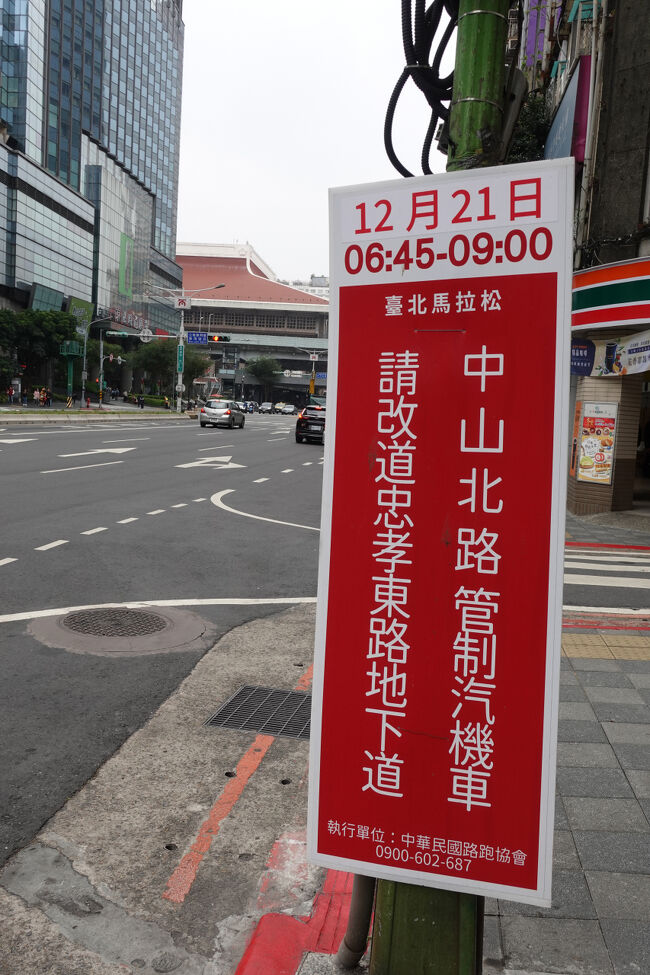 12月21日
06:45-09:00
臺北馬拉松
中山北路管制汽機車
請改道忠孝東路地下道
執行單位：中華民國路跑協會
0900-602-687